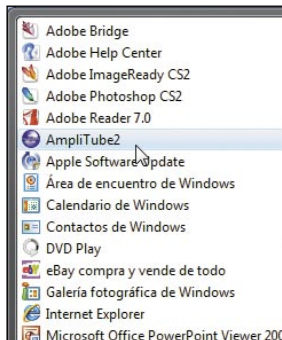 Adobe Bridge
Adobe Help Center
Adobe ImageReady CS2
Adobe Photoshop CS2
Adobe Reader 7.0
AmpliTube2
Apple Software Update
Área de encuentro de Windows
Calendario de Windows
Contactos de Windows
DVD Play
eBay compra y vende de todo
Galería fotográfica de Windows
Internet Explorer
Microsoft Office PowerPoint Viewer 200